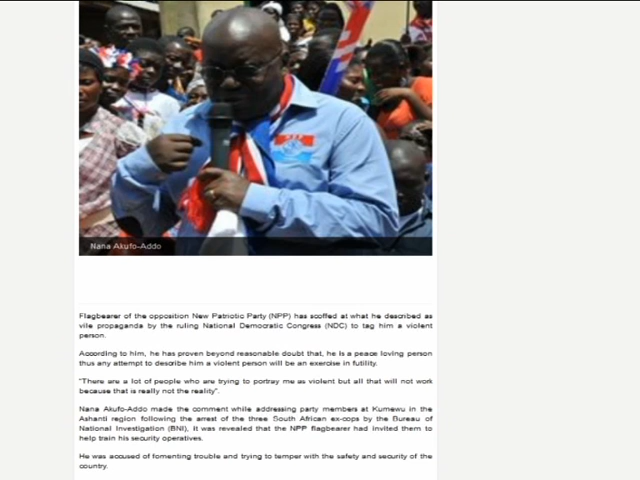 Nana Akufo-Addo
Flagbearer of the opposition New Patriotic Party (NPP) has scoffed at what he described as
vile propaganda by the ruling National Democratic Congress (NDC) to tag him a violent
person.
According to him, he has proven beyond reasonable doubt that, he is a peace loving person
thus any attempt to describe him a violent person will be an exercise in futility.
"There are a lot of people who are trying to portray me as violent but all that will not work
because that is really not the reality".
Nana Akufo-Addo made the comment while addressing party members at Kumewu in the
Ashanti region following the arrest of the three South African ex-cops by the Bureau of
National Investigation (BNI), it was revealed that the NPP flagbearer had invited them to
help train his security operatives.
He was accused of fomenting trouble and trying to temper with the safety and security of the
country.